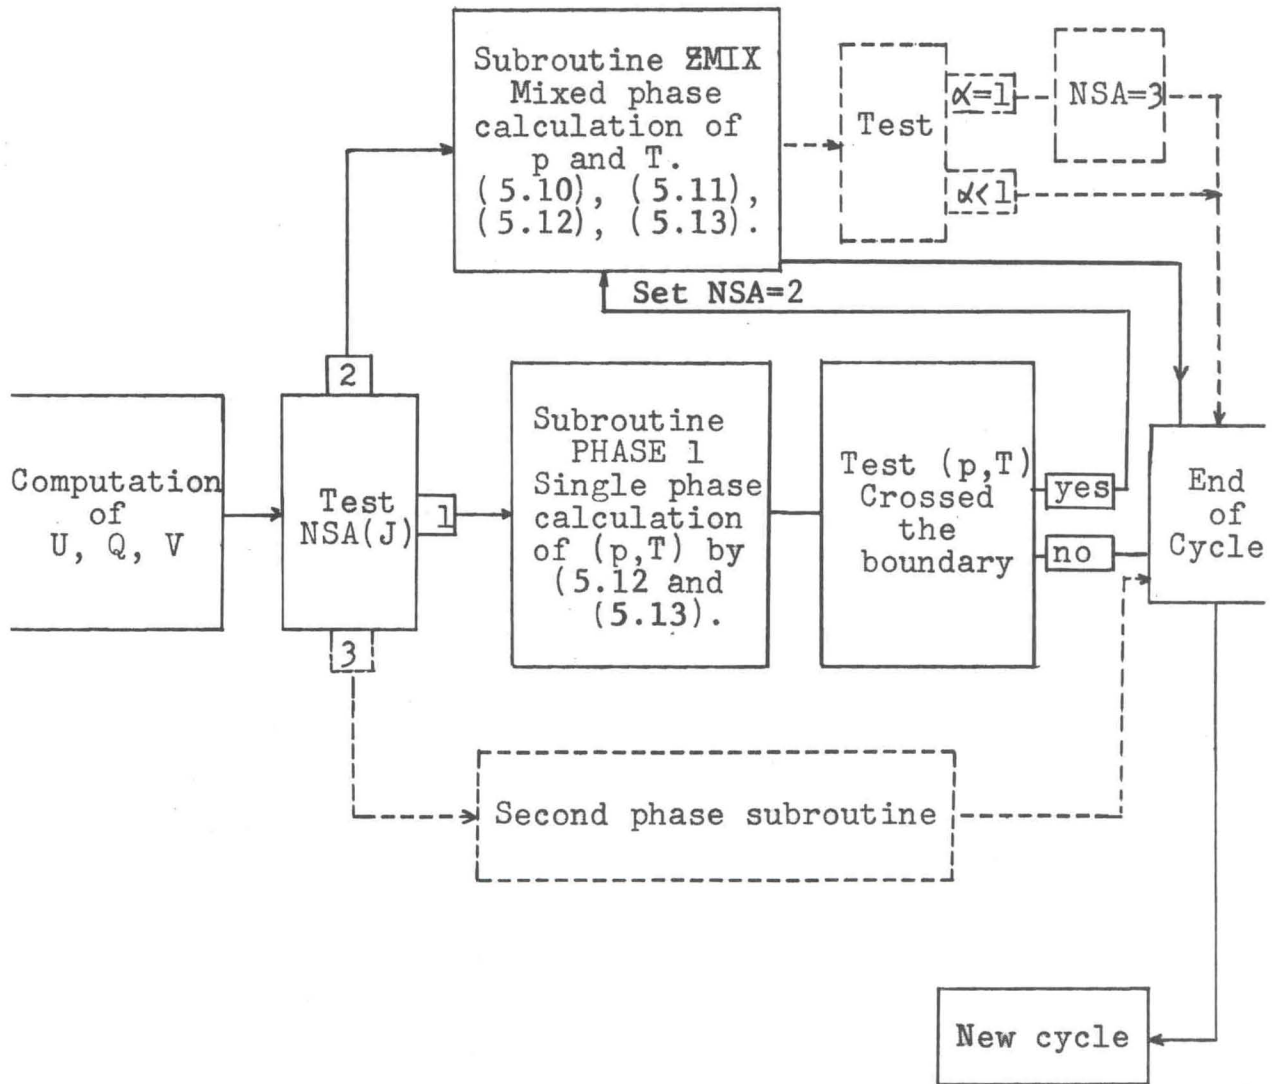 Subroutine ZMIX
Mixed phase
calculation of
p and T.
(5.10), (5.11),
(5.12), (5.13).
Test
α=1
α<1
NSA=3
Set NSA=2
Computation
of
U, Q, V
2
Test
NSA(J)
1
3
Subroutine
PHASE 1
Single phase
calculation
of (p,T) by
(5.12 and
(5.13).
Test (p,T)
Crossed
the
boundary
yes
no
End
of
Cycle
Second phase subroutine
New cycle